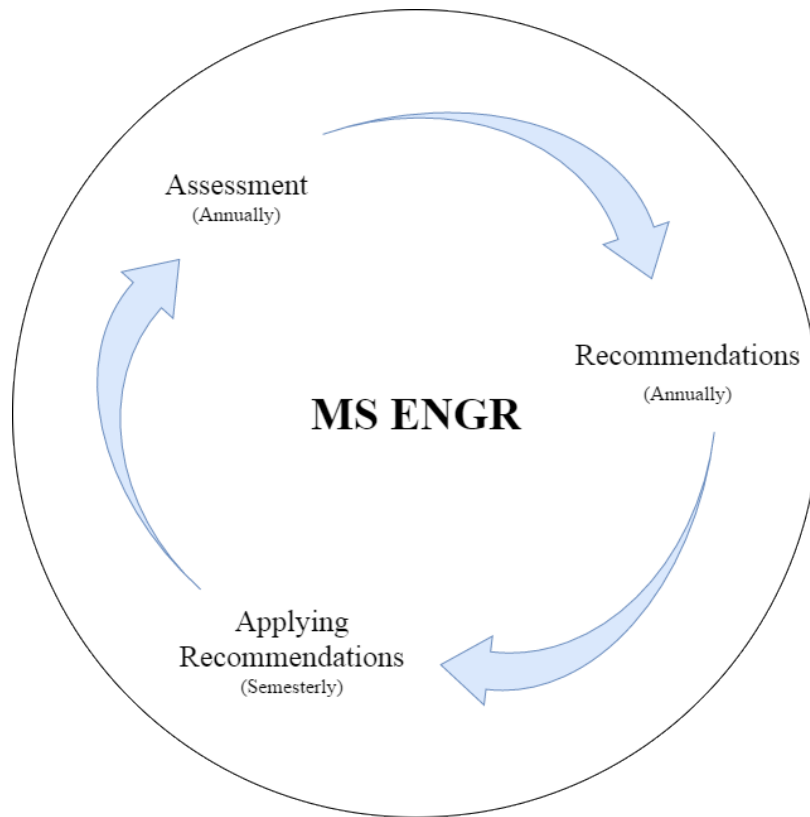 Assessment
(Annually)
Recommendations
(Annually)
MS ENGR
Applying
Recommendations
(Semesterly)